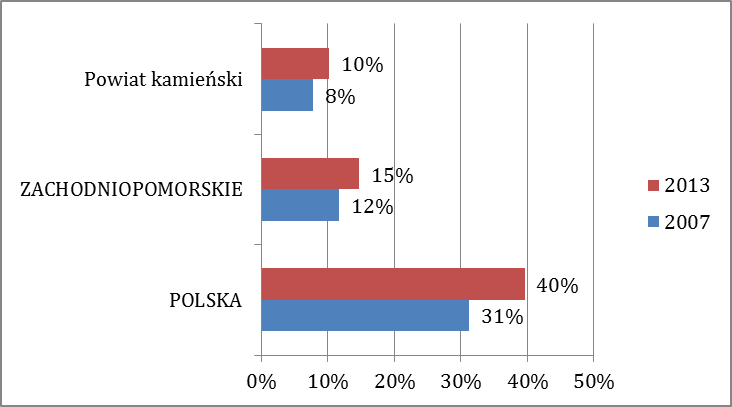 Powiat kamieński
10%
8%
ZACHODNIOPOMORSKIE
15%
12%
POLSKA
40%
31%
2013
2007
0% 10% 20% 30% 40% 50%